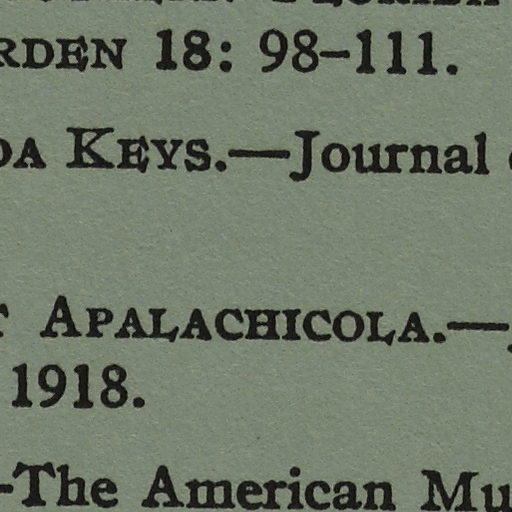 RDEN 18: 98–111.
DA KEYS.—Journal
T APALACHICOLA.—
1918.
-The American Mu